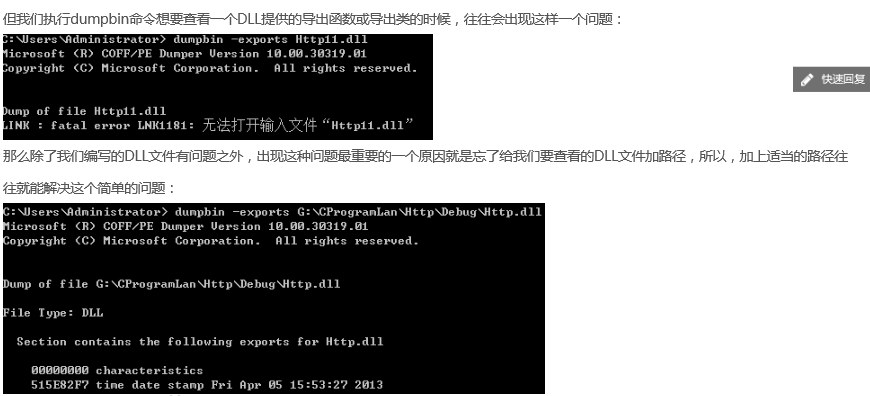 但我们执行dumpbin命令想要查看一个DLL提供的导出函数或导出类的时候，往往会出现这样一个问题：
C:\Users\Administrator> dumpbin -exports Http11.dll
Microsoft (R) COFF/PE Dumper Version 10.00.30319.01
Copyright (C) Microsoft Corporation.  All rights reserved.
快速回复
Dump of file Http11.dll
LINK : fatal error LNK1181: 无法打开输入文件“Http11.dll”
那么除了我们编写的DLL文件有问题之外，出现这种问题最重要的一个原因就是忘了给我们要查看的DLL文件加路径，所以，加上适当的路径往
往就能解决这个简单的问题：
C:\Users\Administrator> dumpbin -exports G:\CProgramLan\Http\Debug\Http.dll
Microsoft (R) COFF/PE Dumper Version 10.00.30319.01
Copyright (C) Microsoft Corporation.  All rights reserved.
Dump of file G:\CProgramLan\Http\Debug\Http.dll
File Type: DLL
Section contains the following exports for Http.dll
00000000 characteristics
515E82F7 time date stamp Fri Apr 05 15:53:27 2013